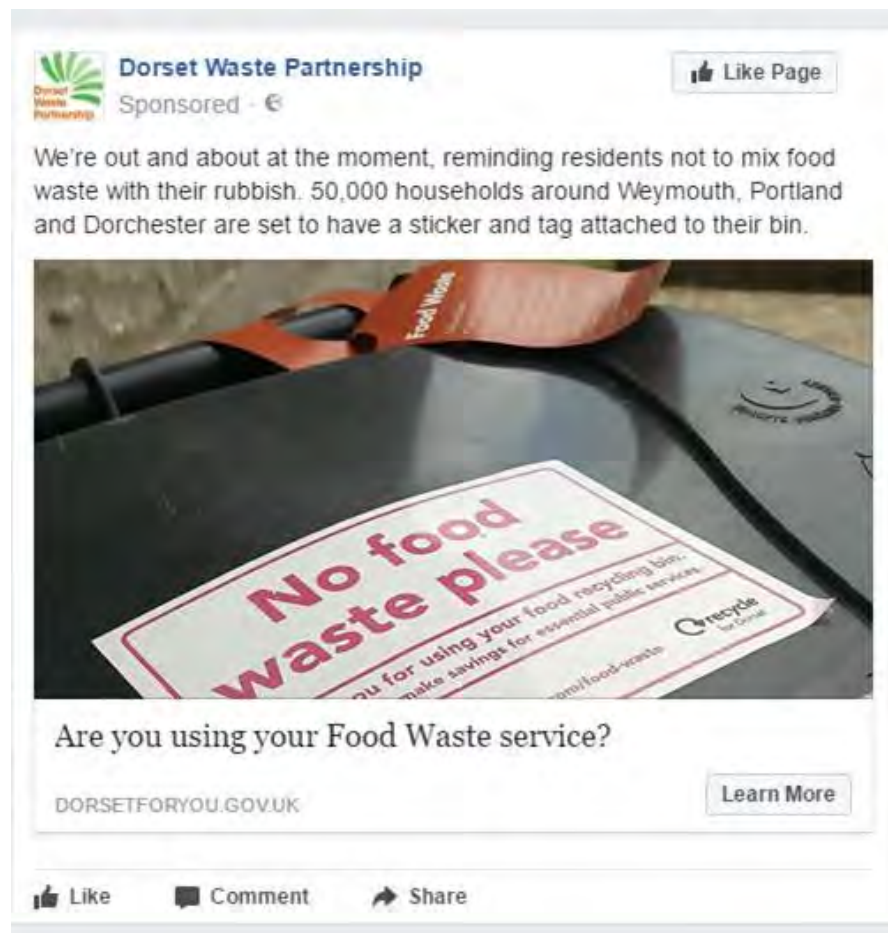 Dorset
Waste
Partnership
Dorset Waste Partnership
Like Page
Sponsored ·
We're out and about at the moment, reminding residents not to mix food
waste with their rubbish. 50,000 households around Weymouth, Portland
and Dorchester are set to have a sticker and tag attached to their bin.
Food Waste
No food
waste please
ou for using your food recycling bin.
make savings for essential public services.
om/food-waste
recycle
for Dorset
Are you using your Food Waste service?
DORSETFORYOU.GOV.UK
Learn More
Like
Comment
Share